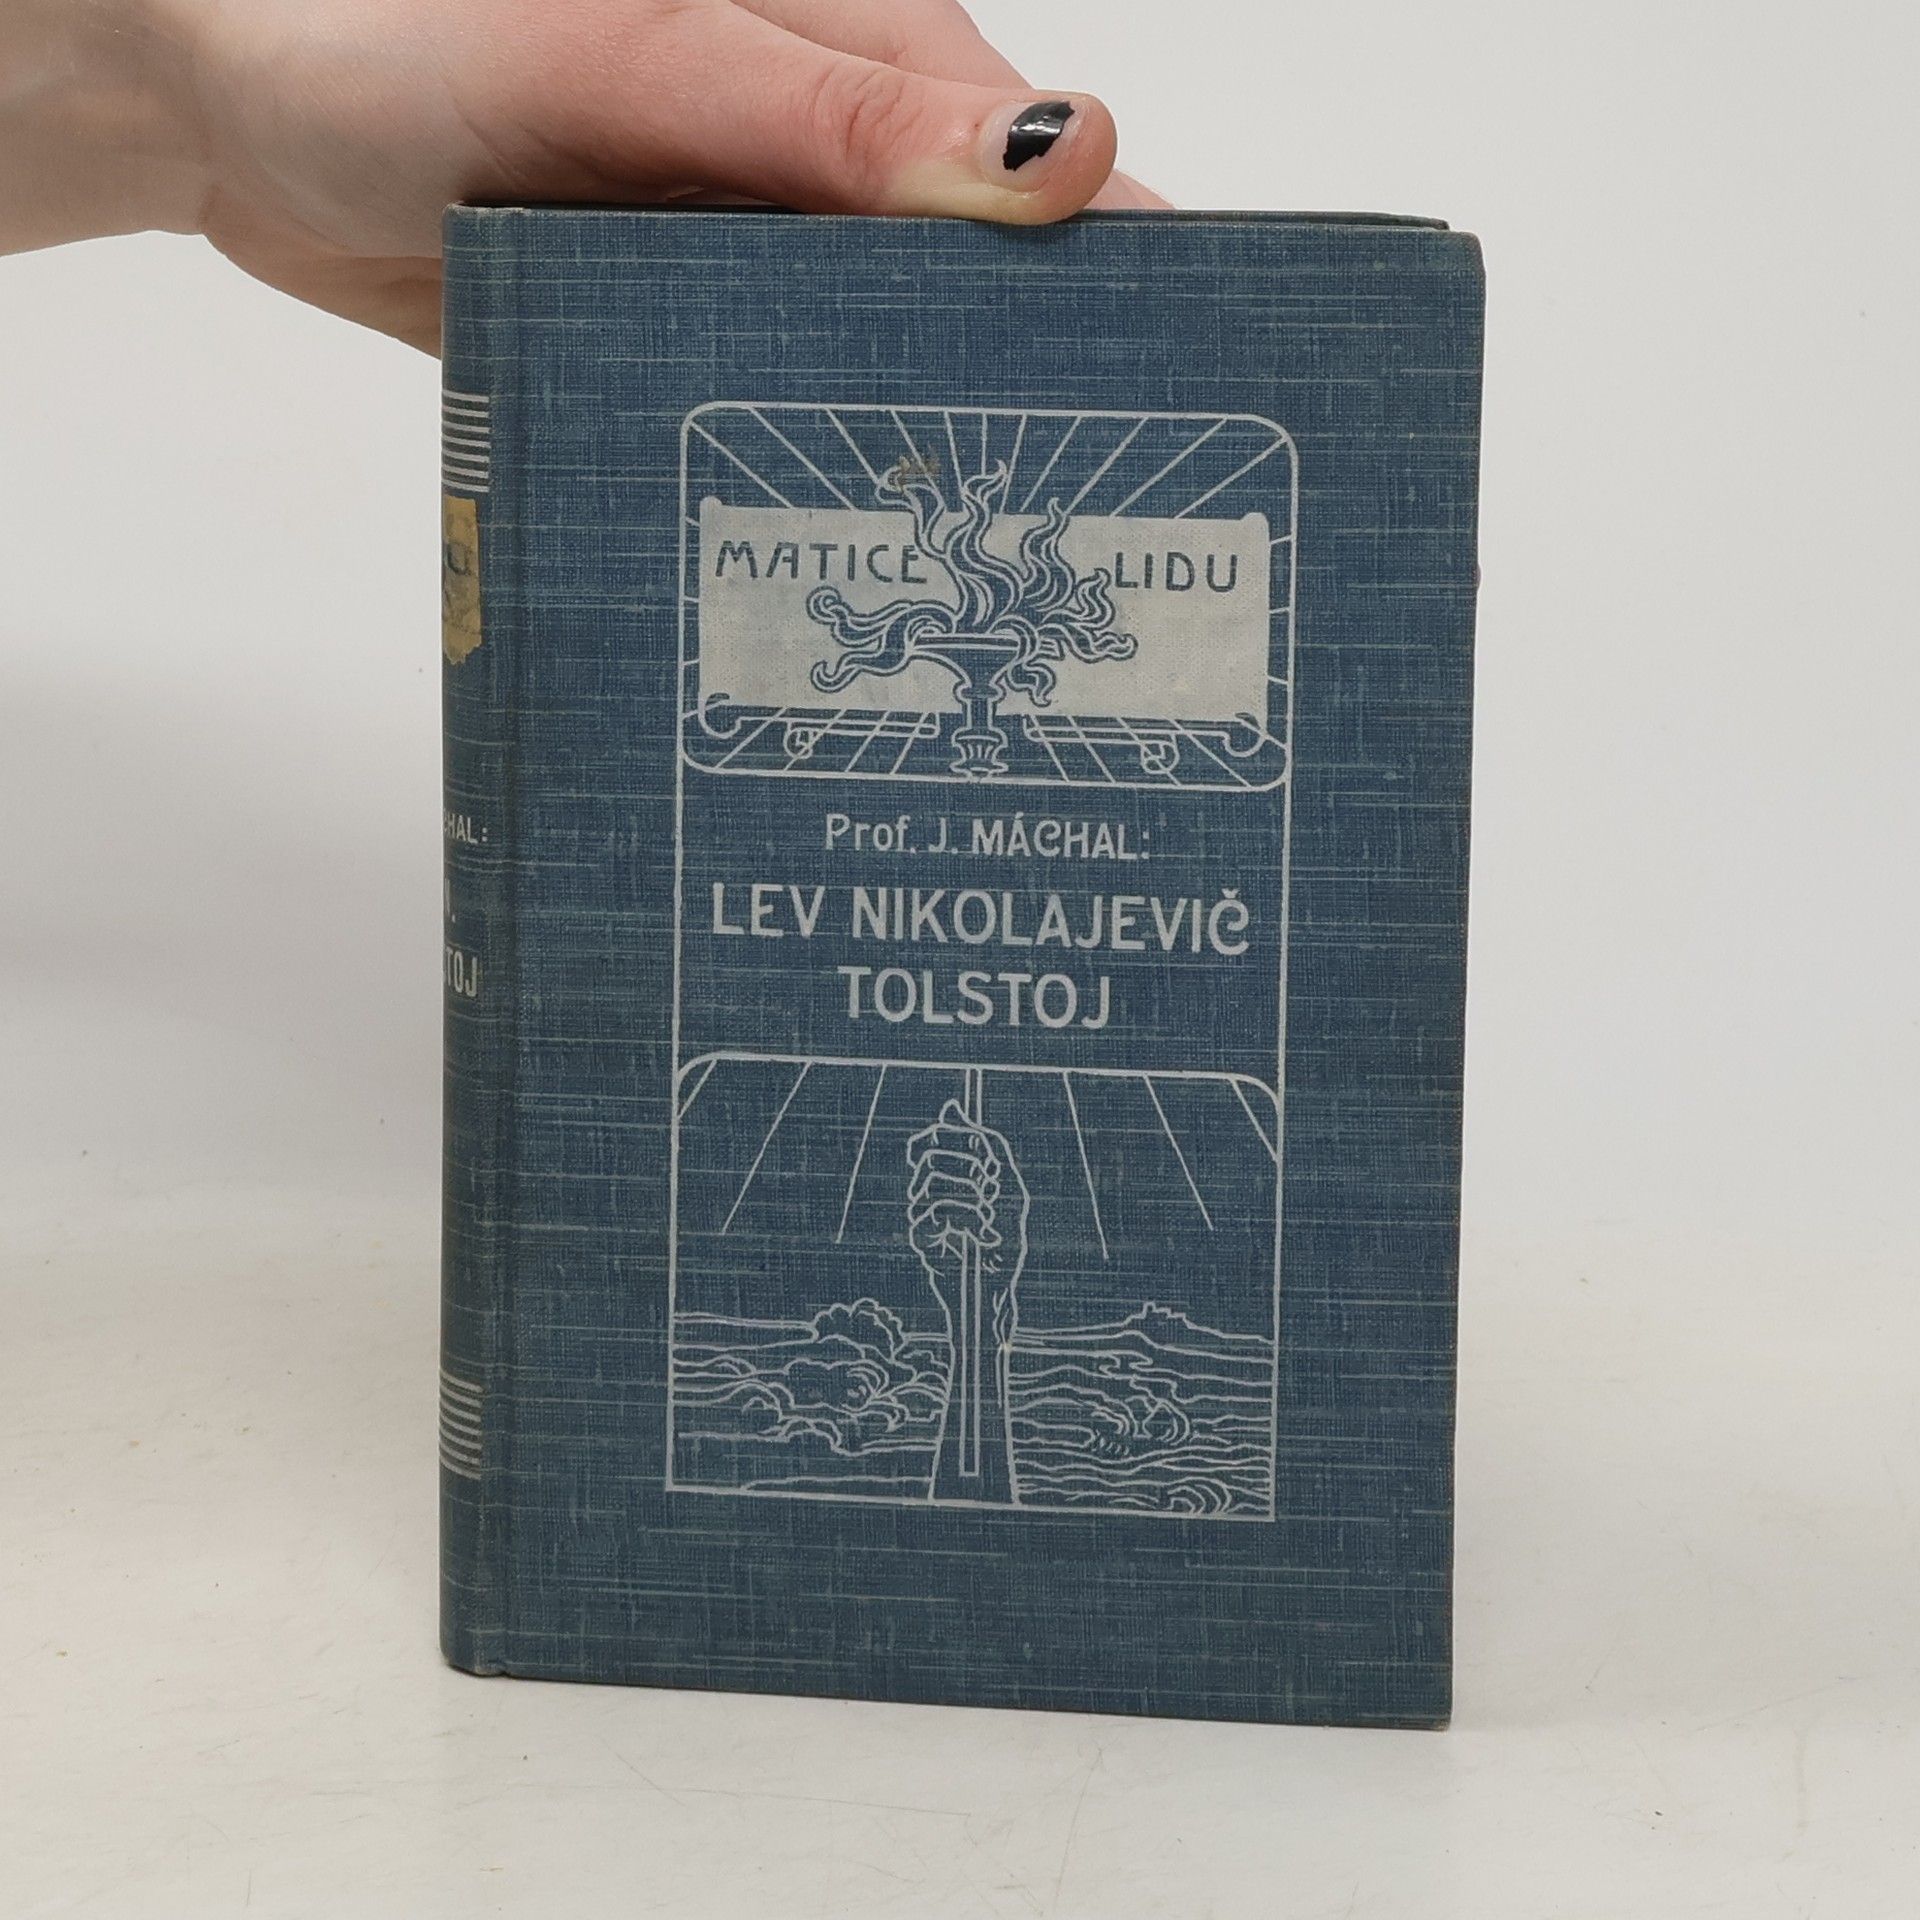 MATICE LIDU
Prof. J. MÁCHAL:
LEV NIKOLAJEVIČ
TOLSTOJ